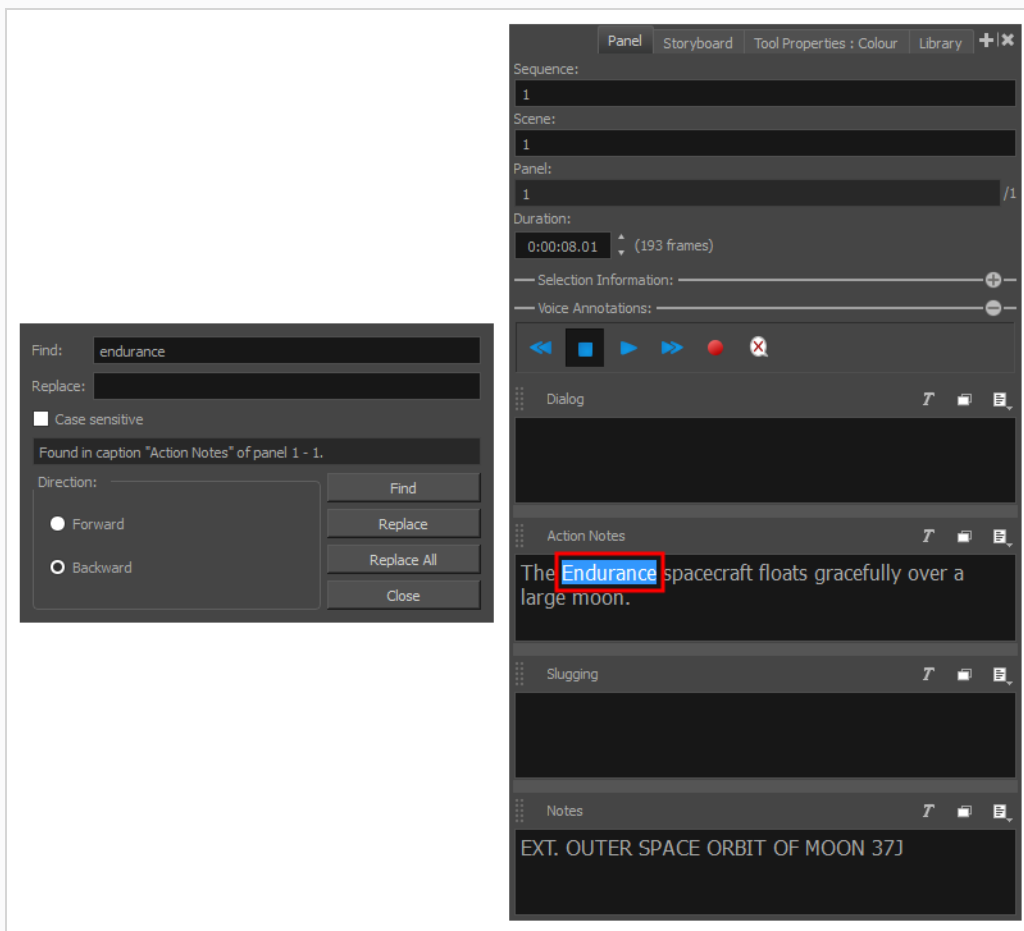 Find:
endurance
Replace:
Case sensitive
Found in caption "Action Notes" of panel 1 - 1.
Direction:
Forward
Backward
Find
Replace
Replace All
Close
Panel Storyboard Tool Properties : Colour Library
Sequence:
1
Scene:
1
Panel:
1 /1
Duration:
0:00:08.01 (193 frames)
Selection Information:
Voice Annotations:
Dialog T
Action Notes T
The Endurance spacecraft floats gracefully over a
large moon.
Slugging T
Notes T
EXT. OUTER SPACE ORBIT OF MOON 37J